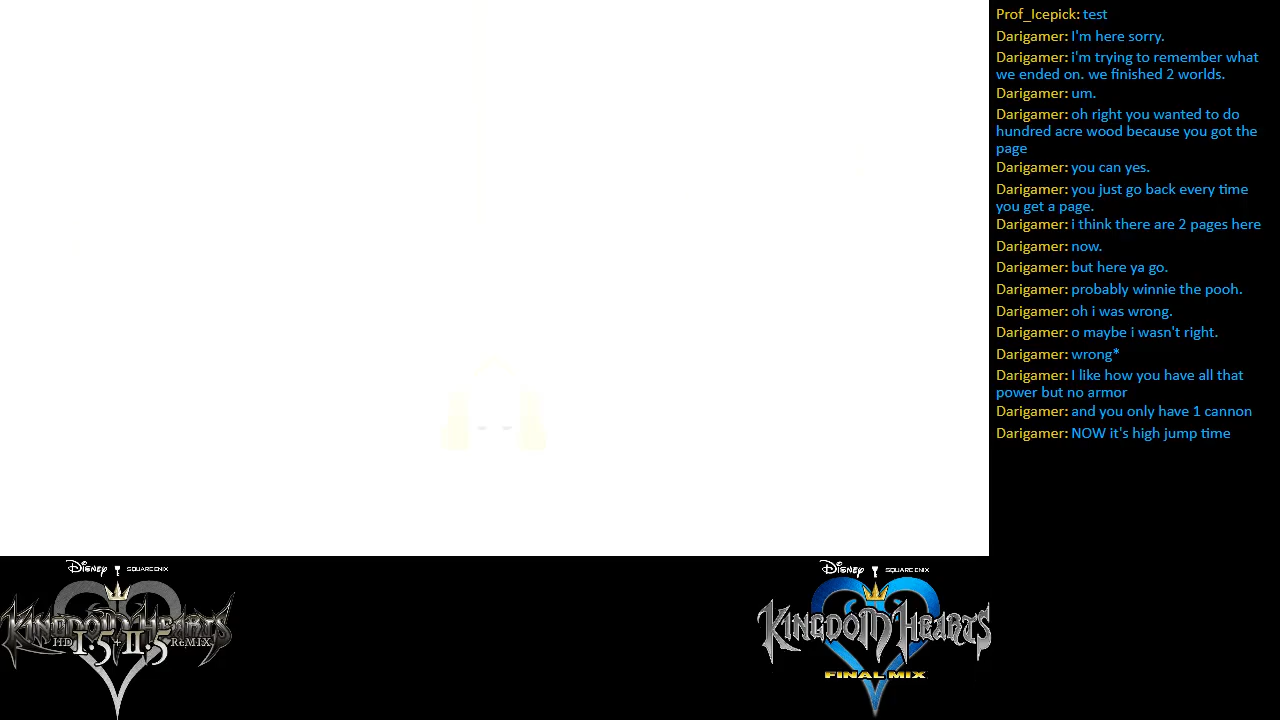 Prof_Icepick: test
Darigamer: I'm here sorry.
Darigamer: i'm trying to remember what
we ended on. we finished 2 worlds.
Darigamer: um.
Darigamer: oh right you wanted to do
hundred acre wood because you got the
page
Darigamer: you can yes.
Darigamer: you just go back every time
you get a page.
Darigamer: i think there are 2 pages here
Darigamer: now.
Darigamer: but here ya go.
Darigamer: probably winnie the pooh.
Darigamer: oh i was wrong.
Darigamer: o maybe i wasn't right.
Darigamer: wrong*
Darigamer: I like how you have all that
power but no armor
Darigamer: and you only have 1 cannon
Darigamer: NOW it's high jump time
Disney SQUARE ENIX
KINGDOM HEARTS
HD I.5+II.5 ReMIX
Disney SQUARE ENIX
KINGDOM HEARTS
FINAL MIX